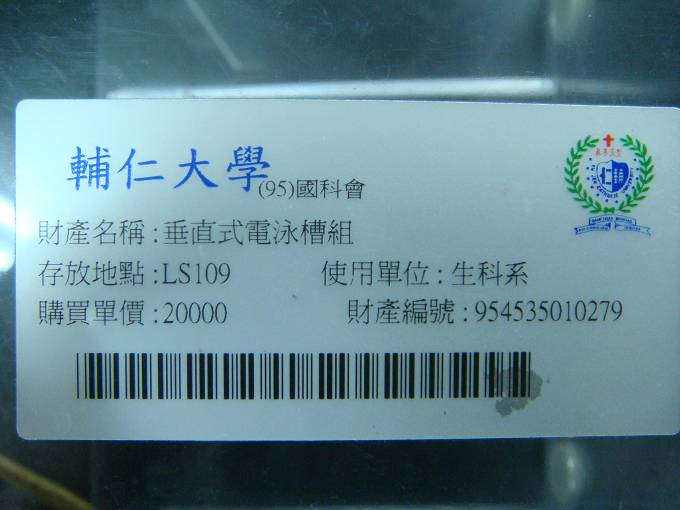 輔仁大學(95)國科會
財產名稱:垂直式電泳槽組
存放地點:LS109 使用單位:生科系
購買單價:20000 財產編號:954535010279